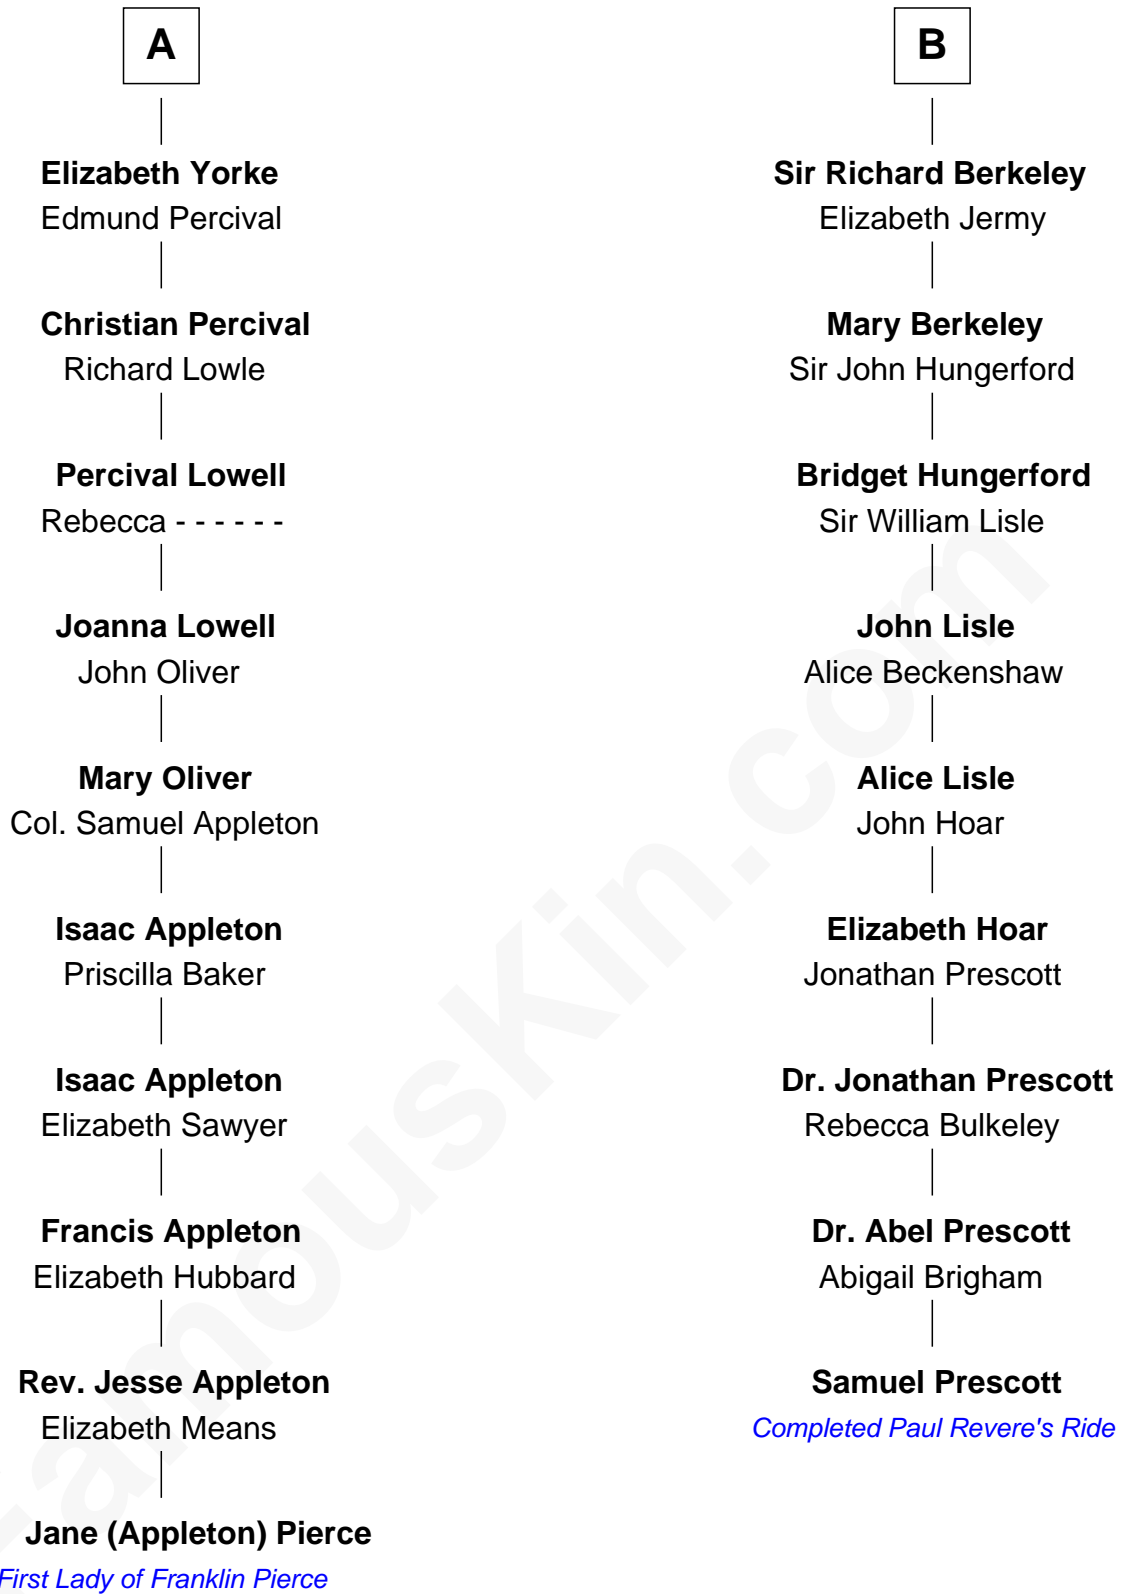 A
Elizabeth Yorke
Edmund Percival
Christian Percival
Richard Lowle
Percival Lowell
Rebecca - - - - - -
Joanna Lowell
John Oliver
Mary Oliver
Col. Samuel Appleton
Isaac Appleton
Priscilla Baker
Isaac Appleton
Elizabeth Sawyer
Francis Appleton
Elizabeth Hubbard
Rev. Jesse Appleton
Elizabeth Means
Jane (Appleton) Pierce
First Lady of Franklin Pierce
B
Sir Richard Berkeley
Elizabeth Jermy
Mary Berkeley
Sir John Hungerford
Bridget Hungerford
Sir William Lisle
John Lisle
Alice Beckenshaw
Alice Lisle
John Hoar
Elizabeth Hoar
Jonathan Prescott
Dr. Jonathan Prescott
Rebecca Bulkeley
Dr. Abel Prescott
Abigail Brigham
Samuel Prescott
Completed Paul Revere's Ride
FamousKin.com